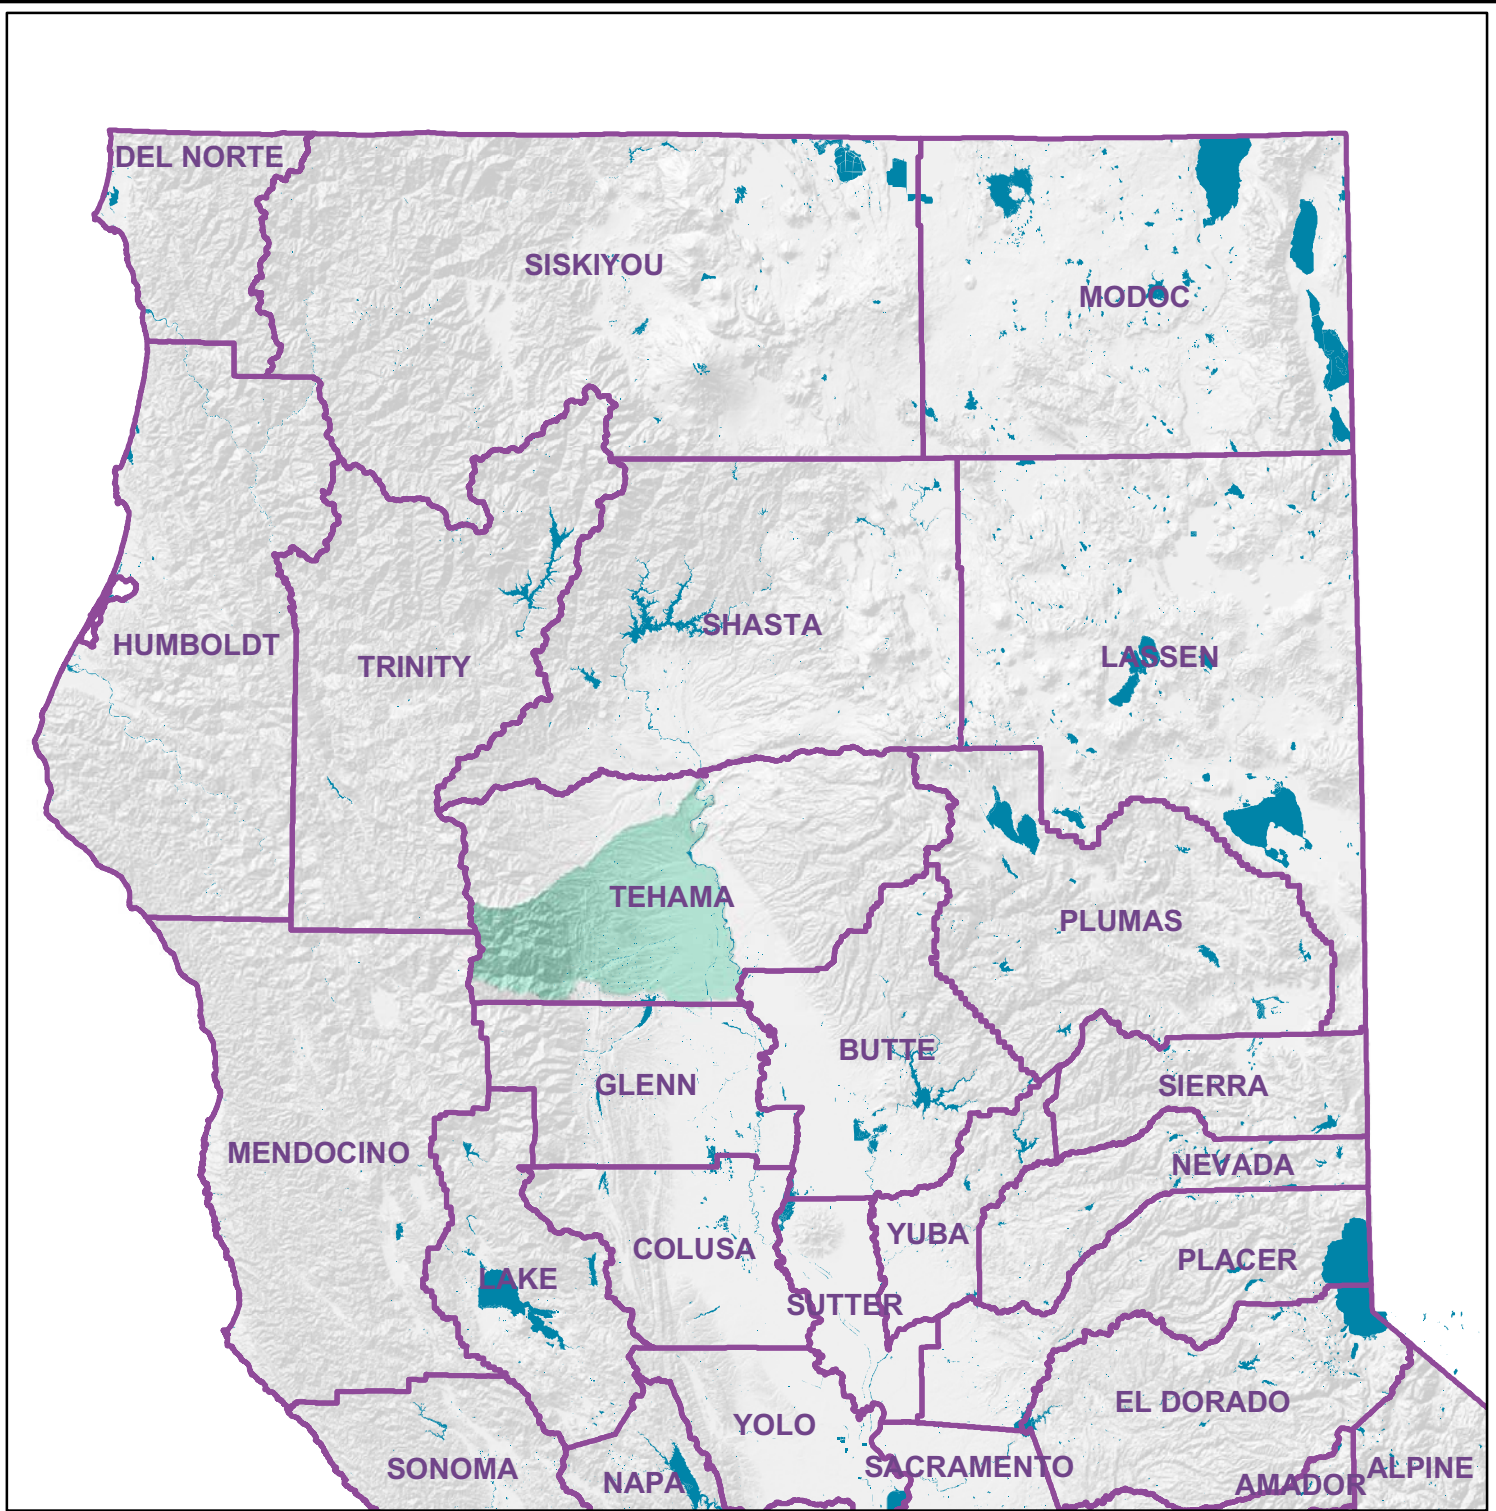 DEL NORTE
SISKIYOU
MODOC
HUMBOLDT
TRINITY
SHASTA
LASSEN
TEHAMA
PLUMAS
BUTTE
GLENN
SIERRA
MENDOCINO
NEVADA
YUBA
COLUSA
PLACER
LAKE
SUTTER
EL DORADO
YOLO
SONOMA
NAPA
SACRAMENTO
AMADOR
ALPINE